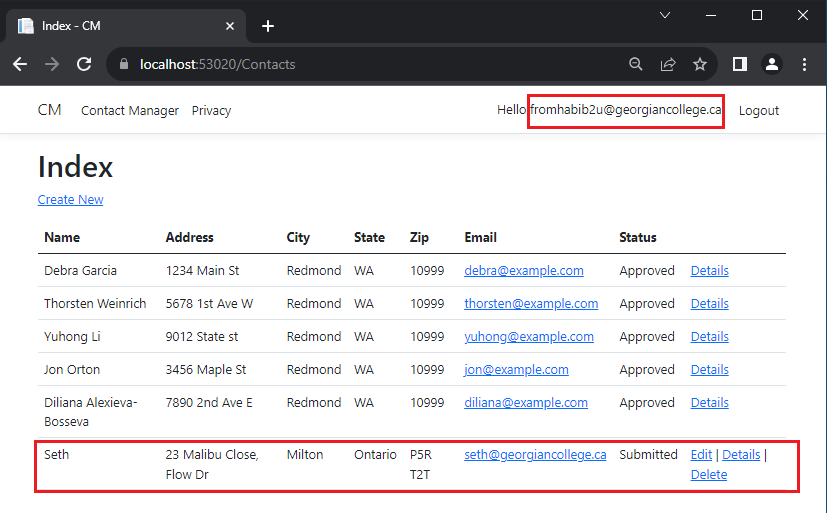 Index - CM
localhost:53020/Contacts
CM Contact Manager Privacy Hello fromhabib2u@georgiancollege.ca Logout
Index
Create New
Name Address City State Zip Email Status
Debra Garcia 1234 Main St Redmond WA 10999 debra@example.com Approved Details
Thorsten Weinrich 5678 1st Ave W Redmond WA 10999 thorsten@example.com Approved Details
Yuhong Li 9012 State st Redmond WA 10999 yuhong@example.com Approved Details
Jon Orton 3456 Maple St Redmond WA 10999 jon@example.com Approved Details
Diliana Alexieva- 7890 2nd Ave E Redmond WA 10999 diliana@example.com Approved Details
Bosseva
Seth 23 Malibu Close, Milton Ontario P5R seth@georgiancollege.ca Submitted Edit | Details |
Flow Dr T2T Delete